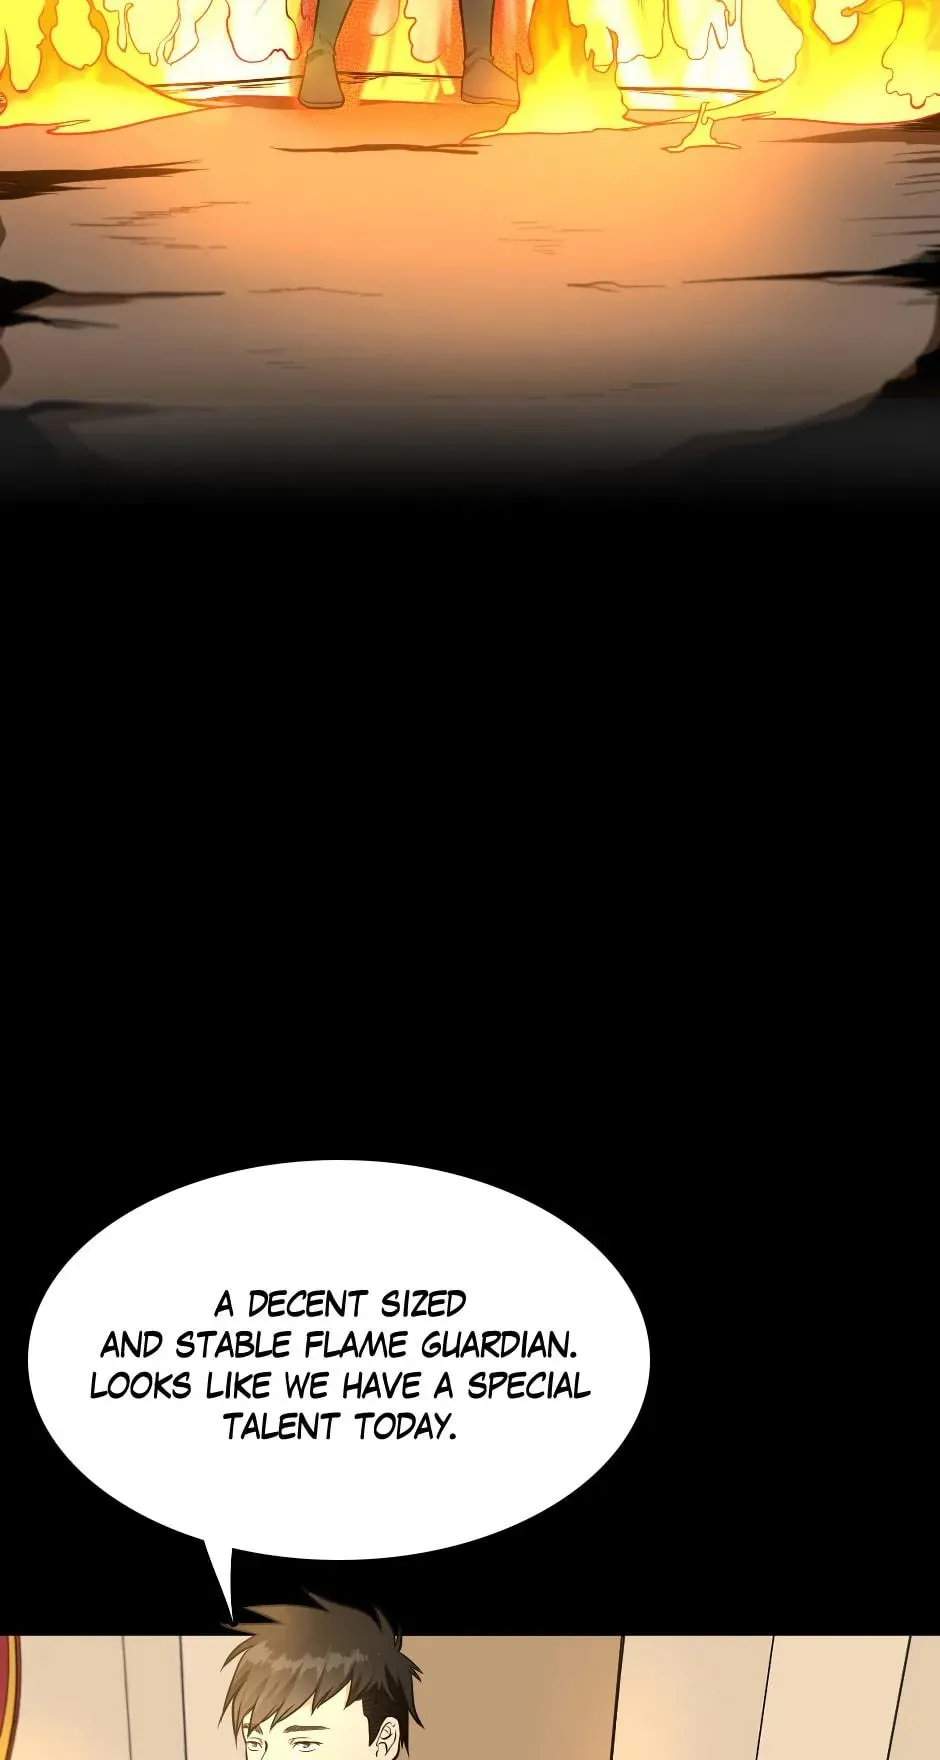 A DECENT SIZED
AND STABLE FLAME GUARDIAN.
LOOKS LIKE WE HAVE A SPECIAL
TALENT TODAY.